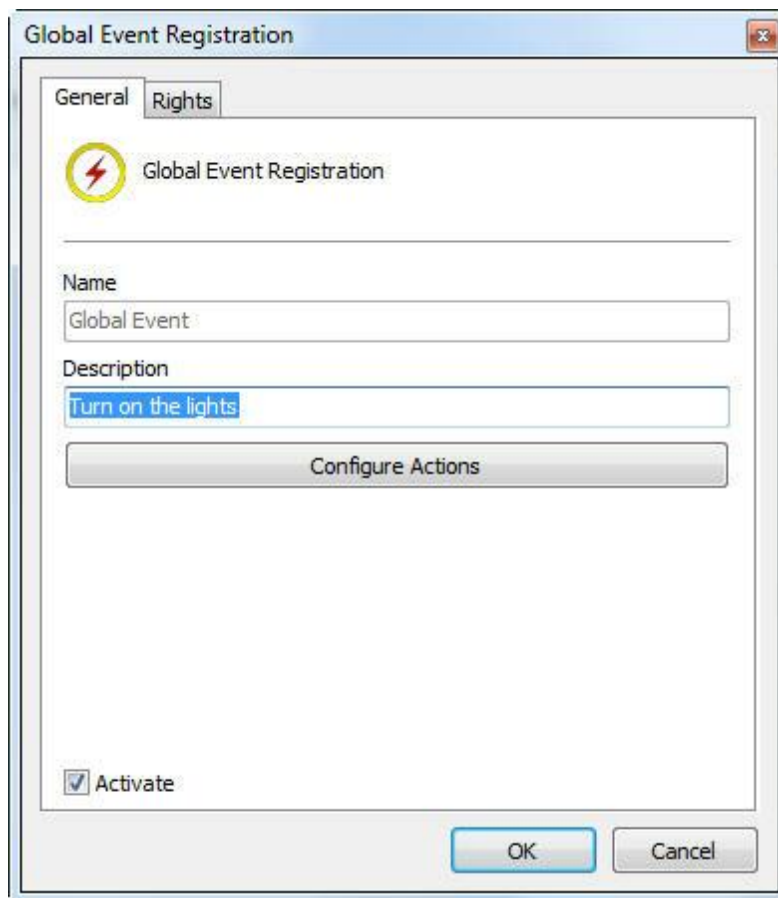 Global Event Registration
General Rights
Global Event Registration
Name
Global Event
Description
Turn on the lights
Configure Actions
Activate
OK Cancel